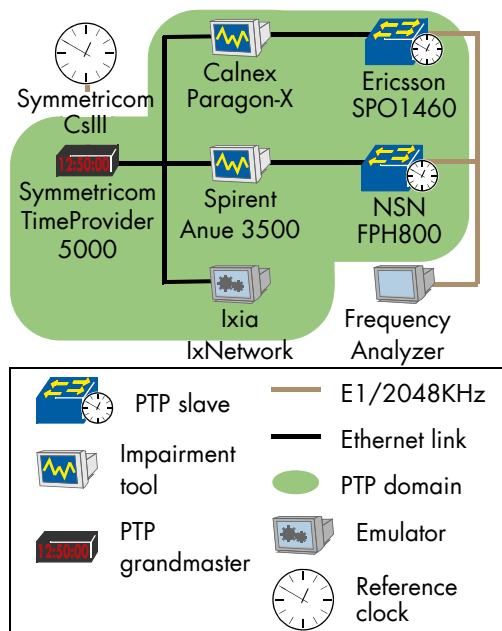 Symmetricom
CsIII
Calnex
Paragon-X
Ericsson
SPO1460
12:50:00
Symmetricom
TimeProvider
5000
Spirent
Anue 3500
NSN
FPH800
Ixia
IxNetwork
Frequency
Analyzer
PTP slave
E1/2048KHz
Impairment
tool
Ethernet link
PTP domain
12:50:00
PTP
grandmaster
Emulator
Reference
clock